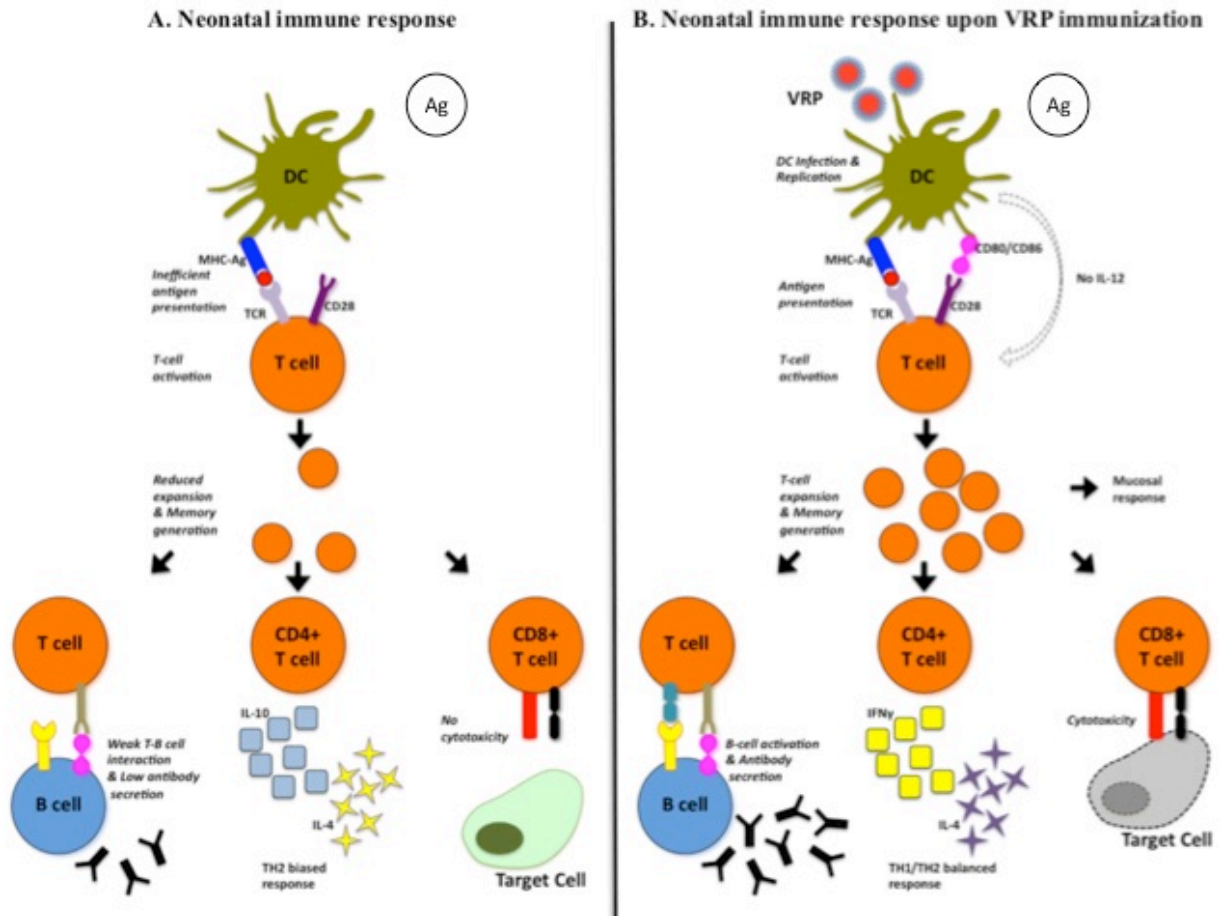 A. Neonatal immune response
Ag
DC
MHC-Ag
Inefficient
antigen
presentation
TCR
CD28
T-cell
activation
T cell
Reduced
expansion
& Memory
generation
T cell
CD4+
T cell
CD8+
T cell
IL-10
No
cytotoxicity
Weak T-B cell
interaction
& Low antibody
secretion
B cell
IL-4
TH2 biased
response
Target Cell
B. Neonatal immune response upon VRP immunization
VRP
Ag
DC Infection &
Replication
DC
CD80/CD86
MHC-Ag
No IL-12
Antigen
presentation
TCR
CD28
T-cell
activation
T cell
T-cell
expansion
& Memory
generation
Mucosal
response
T cell
CD4+
T cell
CD8+
T cell
IFNγ
Cytotoxicity
B-cell activation
& Antibody
secretion
B cell
IL-4
TH1/TH2 balanced
response
Target Cell